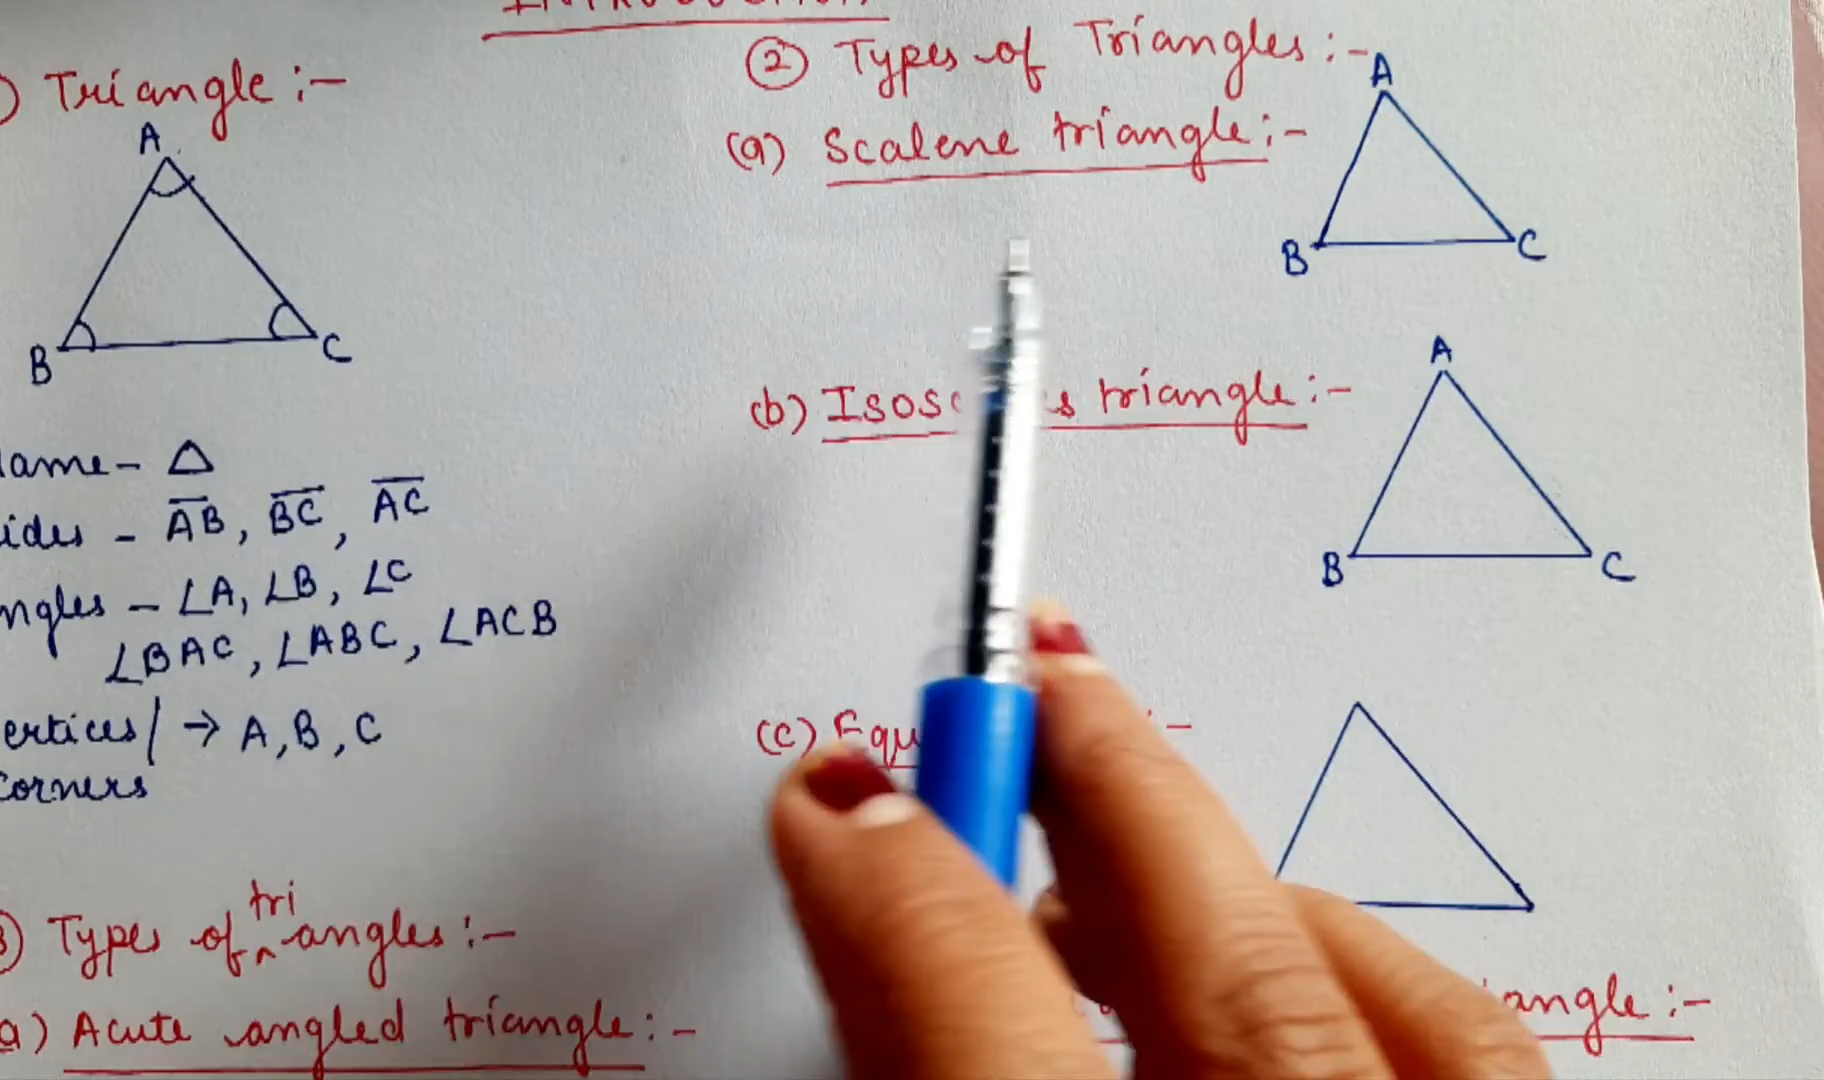 Triangle :-
A
B
C
ame - △
ides - AB, BC, AC
ngles - ∠A, ∠B, ∠C
∠BAC, ∠ABC, ∠ACB
ertices/ → A, B, C
Corners
Types of triangles :-
a) Acute angled triangle :-
② Types of Triangles :-
(a) Scalene triangle :-
A
B
C
(b) triangle :-
A
B
C
(c)
angle :-